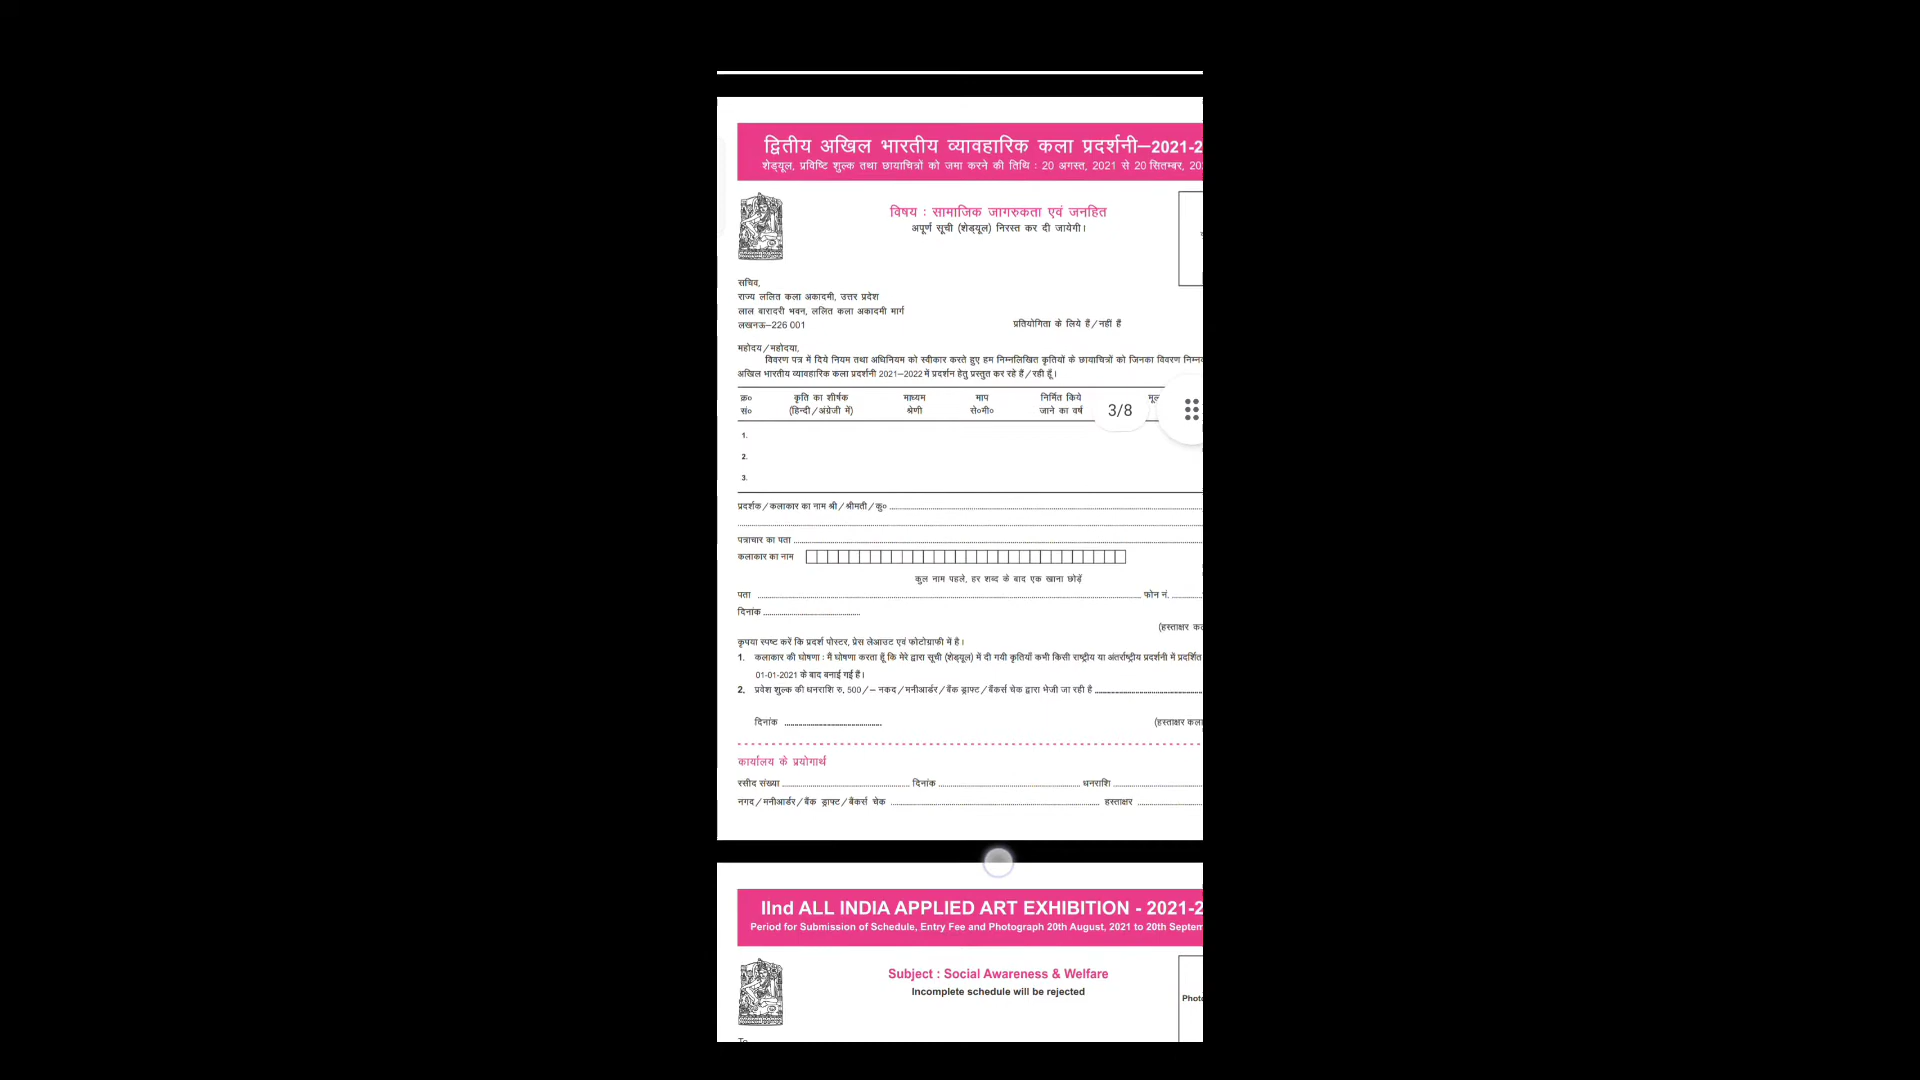 द्वितीय अखिल भारतीय व्यावहारिक कला प्रदर्शनी–2021-2
शेड्यूल, प्रविष्टि शुल्क तथा छायाचित्रों को जमा करने की तिथि : 20 अगस्त, 2021 से 20 सितम्बर, 20
विषय : सामाजिक जागरुकता एवं जनहित
अपूर्ण सूची (शेड्यूल) निरस्त कर दी जायेगी।
सचिव,
राज्य ललित कला अकादमी, उत्तर प्रदेश
लाल बारादरी भवन, ललित कला अकादमी मार्ग
लखनऊ–226 001
प्रतियोगिता के लिये हैं/नहीं हैं
महोदय/महोदया,
विवरण पत्र में दिये नियम तथा अधिनियम को स्वीकार करते हुए हम निम्नलिखित कृतियों के छायाचित्रों को जिनका विवरण
अखिल भारतीय व्यावहारिक कला प्रदर्शनी 2021–2022 में प्रदर्शन हेतु प्रस्तुत कर रहे हैं/रही हूँ।
क्र० कृति का शीर्षक माध्यम माप निर्मित किये
सं० (हिन्दी/अंग्रेजी में) श्रेणी से०मी० जाने का वर्ष 3/8
1.
2.
3.
प्रदर्शक/कलाकार का नाम श्री/श्रीमती/कु०
पत्राचार का पता
कलाकार का नाम
कुल नाम पहले, हर शब्द के बाद एक खाना छोड़ें
पता फोन नं.
दिनांक
(हस्ताक्षर
कृपया स्पष्ट करें कि प्रदर्श पोस्टर, प्रेस लेआउट एवं फोटोग्राफी में है।
1. कलाकार की घोषणा : मैं घोषणा करता हूँ कि मेरे द्वारा सूची (शेड्यूल) में दी गयी कृतियाँ कभी किसी राष्ट्रीय या अंतर्राष्ट्रीय प्रदर्शनी में प्रदर्शित
01-01-2021 के बाद बनाई गई हैं।
2. प्रवेश शुल्क की धनराशि रु. 500/– नकद/मनीआर्डर/बैंक ड्राफ्ट/बैंकर्स चेक द्वारा भेजी जा रही है
दिनांक (हस्ताक्षर
कार्यालय के प्रयोगार्थ
रसीद संख्या दिनांक धनराशि
नगद/मनीआर्डर/बैंक ड्राफ्ट/बैंकर्स चेक हस्ताक्षर
IInd ALL INDIA APPLIED ART EXHIBITION - 2021-2
Period for Submission of Schedule, Entry Fee and Photograph 20th August, 2021 to 20th Septem
Subject : Social Awareness & Welfare
Incomplete schedule will be rejected
Photo
To